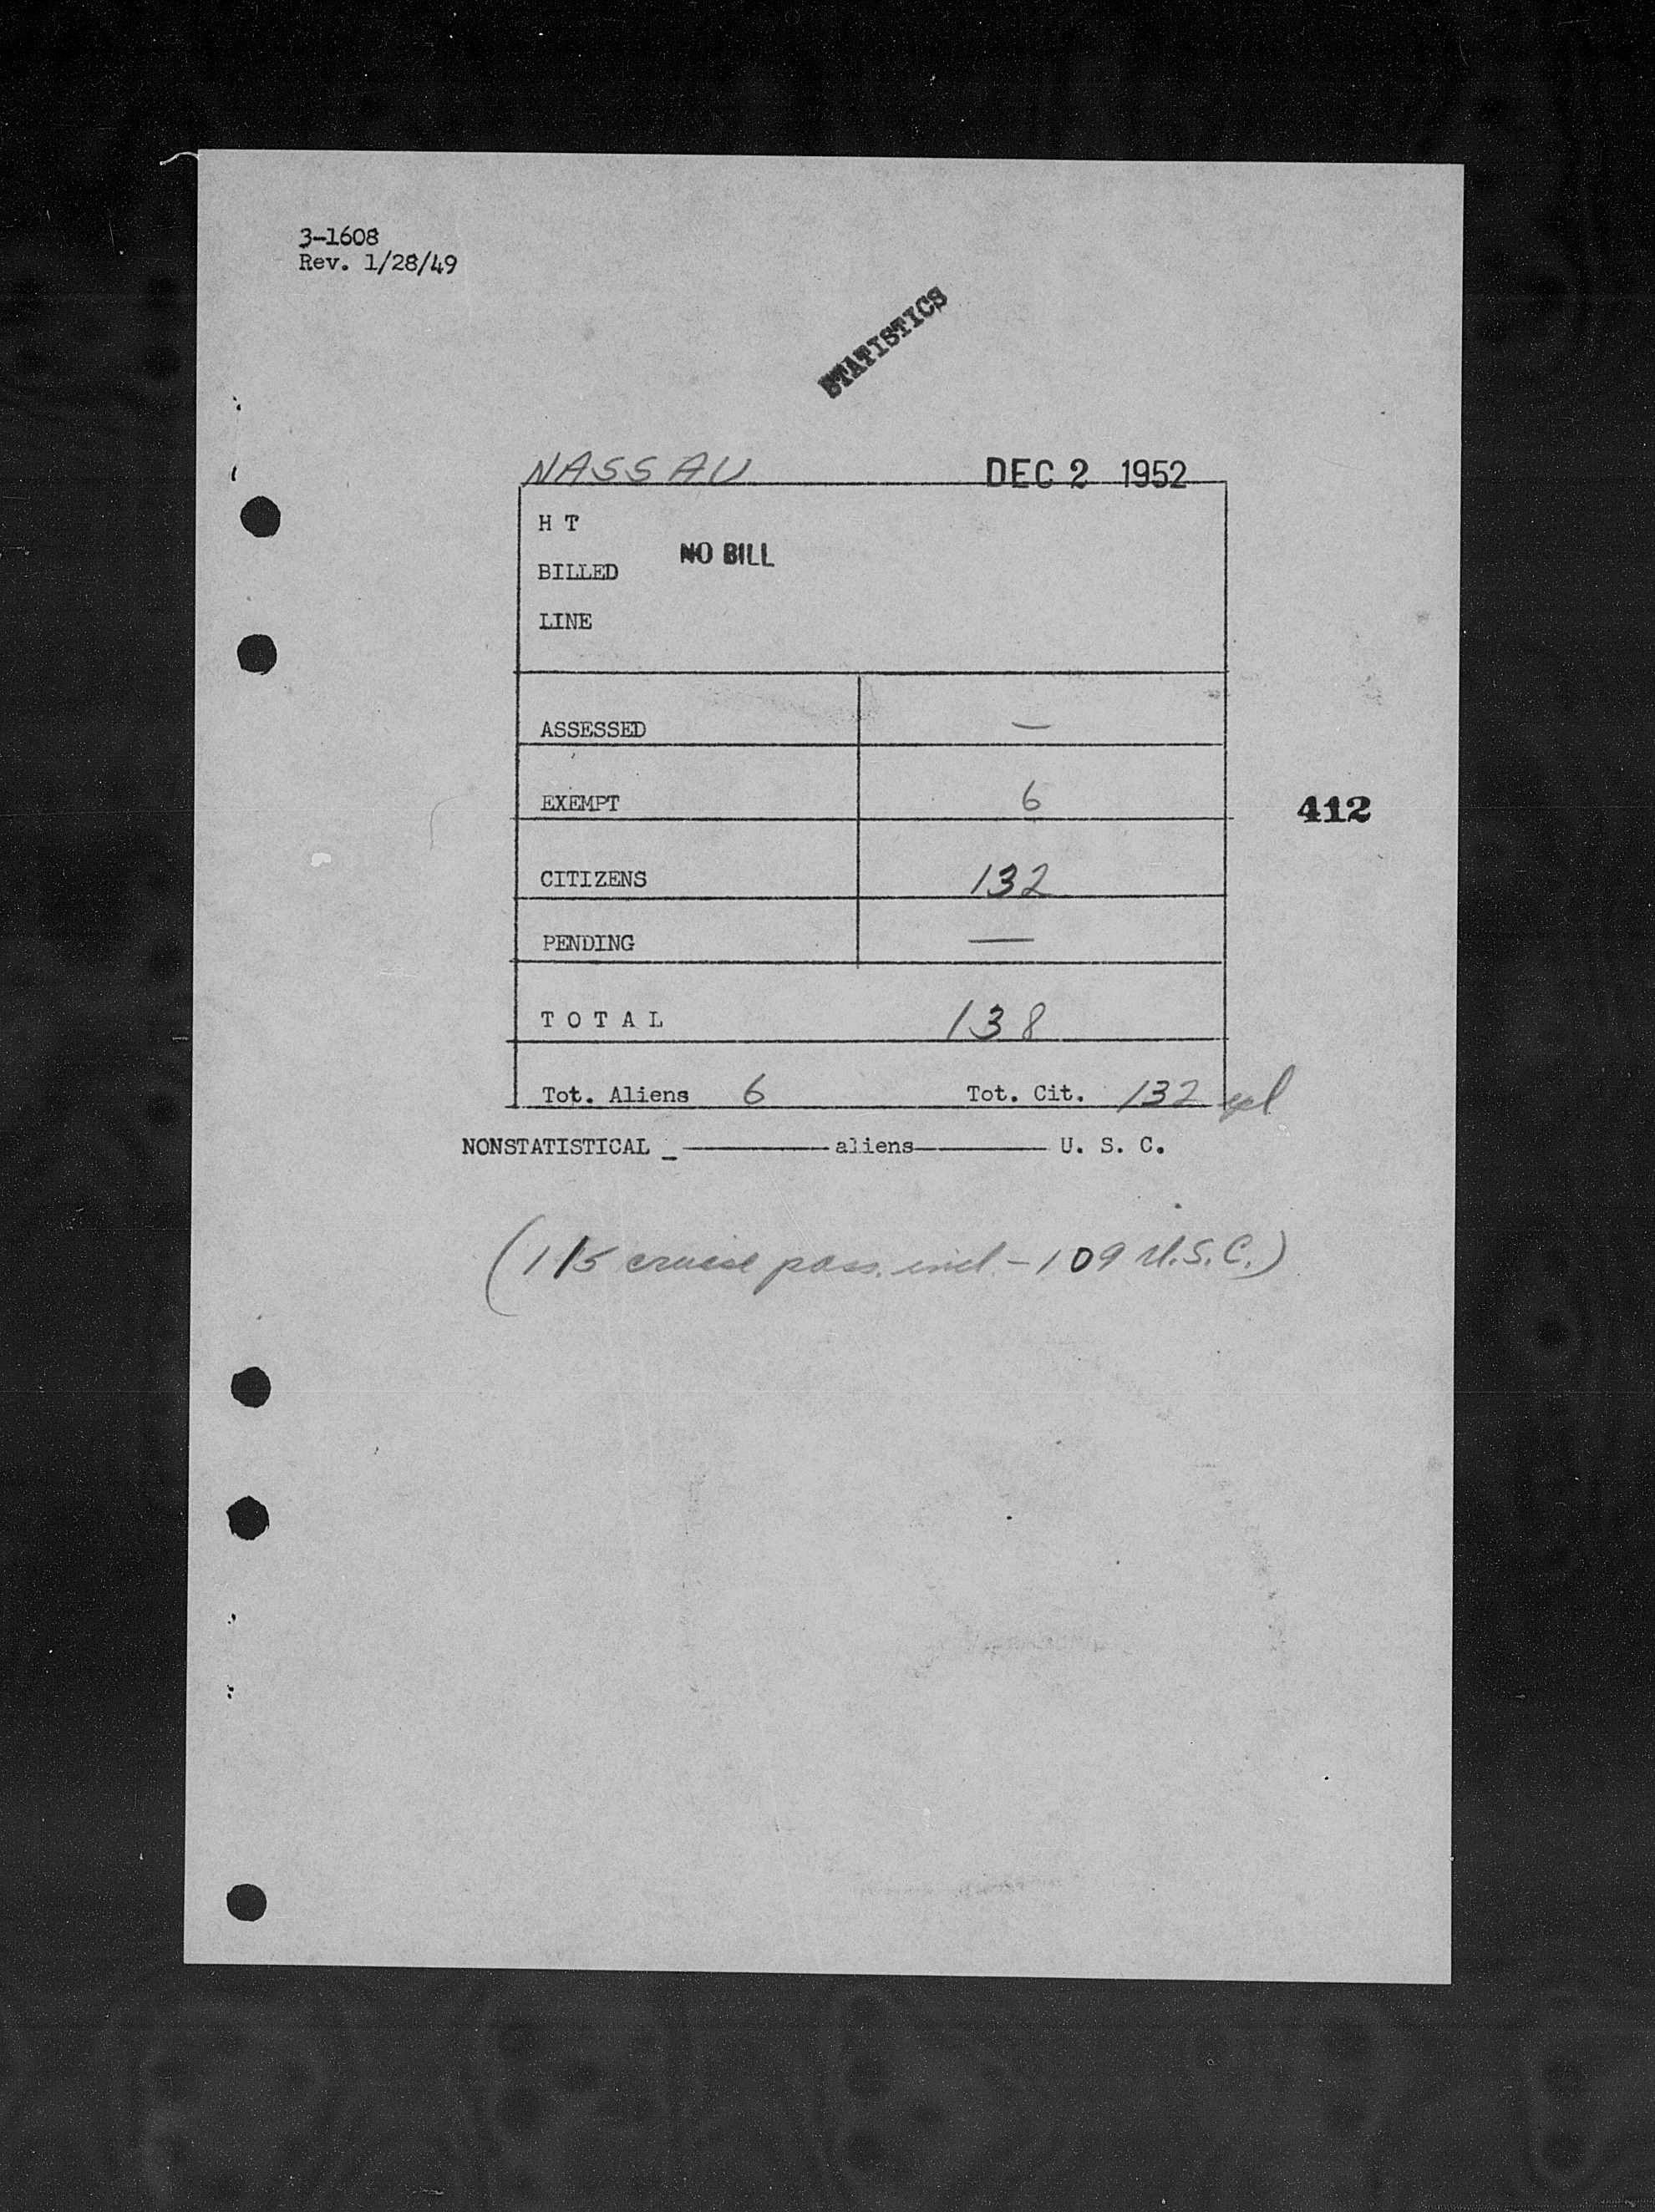 3-1608
Rev. 1/28/49
STATISTICS
NASSAU DEC 2 1952
H T
NO BILL
BILLED
LINE
ASSESSED —
EXEMPT 6
412
CITIZENS 132
PENDING —
T O T A L 138
Tot. Aliens 6 Tot. Cit. 132
NONSTATISTICAL _ ——— aliens ——— U. S. C.
(115 cruise pass. incl. - 109 U.S.C.)